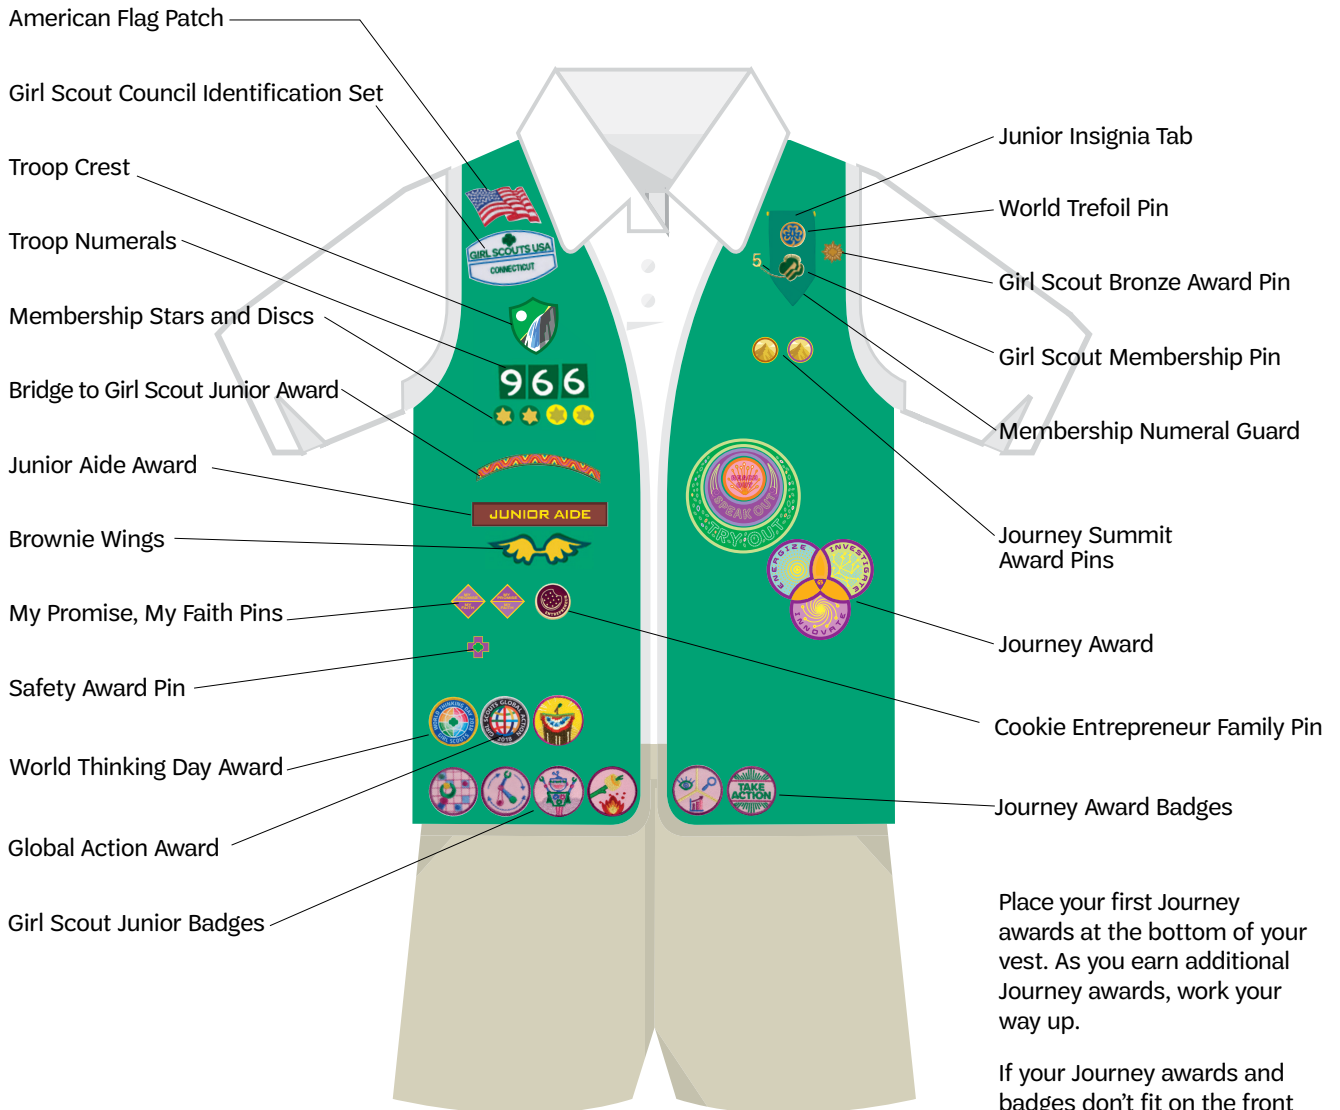 American Flag Patch
Girl Scout Council Identification Set
Troop Crest
Troop Numerals
Membership Stars and Discs
Bridge to Girl Scout Junior Award
Junior Aide Award
Brownie Wings
My Promise, My Faith Pins
Safety Award Pin
World Thinking Day Award
Global Action Award
Girl Scout Junior Badges
GIRL SCOUTS USA
CONNECTICUT
966
JUNIOR AIDE
5
SPEAK OUT
TRY OUT
ENERGIZE
INVESTIGATE
INNOVATE
TAKE
ACTION
Junior Insignia Tab
World Trefoil Pin
Girl Scout Bronze Award Pin
Girl Scout Membership Pin
Membership Numeral Guard
Journey Summit
Award Pins
Journey Award
Cookie Entrepreneur Family Pin
Journey Award Badges
Place your first Journey
awards at the bottom of your
vest. As you earn additional
Journey awards, work your
way up.
If your Journey awards and
badges don't fit on the front